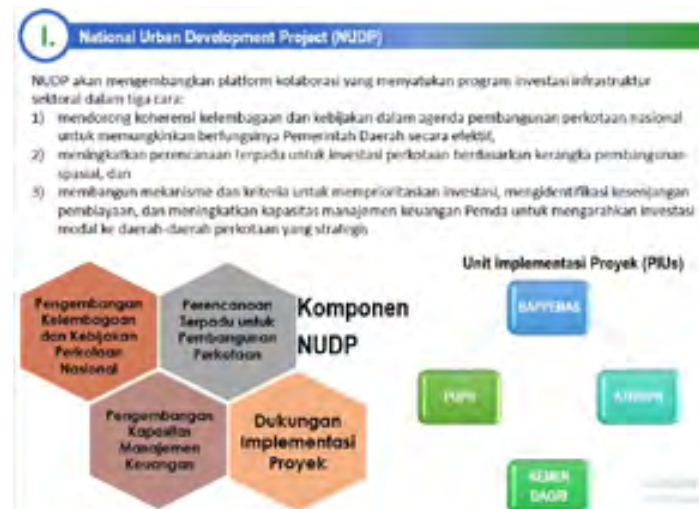 I.
National Urban Development Project (NUDP)
NUDP akan mengembangkan platform kolaborasi yang menyatukan program investasi infrastruktur
sektoral dalam tiga cara:
1) mendorong koherensi kelembagaan dan kebijakan dalam agenda pembangunan perkotaan nasional
untuk memungkinkan berfungsinya Pemerintah Daerah secara efektif,
2) meningkatkan perencanaan terpadu untuk investasi perkotaan berdasarkan kerangka pembangunan
spasial, dan
3) membangun mekanisme dan kriteria untuk memprioritaskan investasi, mengidentifikasi kesenjangan
pembiayaan, dan meningkatkan kapasitas manajemen keuangan Pemda untuk mengarahkan investasi
modal ke daerah-daerah perkotaan yang strategis
Pengembangan
Kelembagaan
dan Kebijakan
Perkotaan
Nasional
Perencanaan
Terpadu untuk
Pembangunan
Perkotaan
Komponen
NUDP
Pengembangan
Kapasitas
Manajemen
Keuangan
Dukungan
Implementasi
Proyek
Unit Implementasi Proyek (PIUs)
BAPPENAS
PUPR
ATRBPN
KEMEN
DAGRI